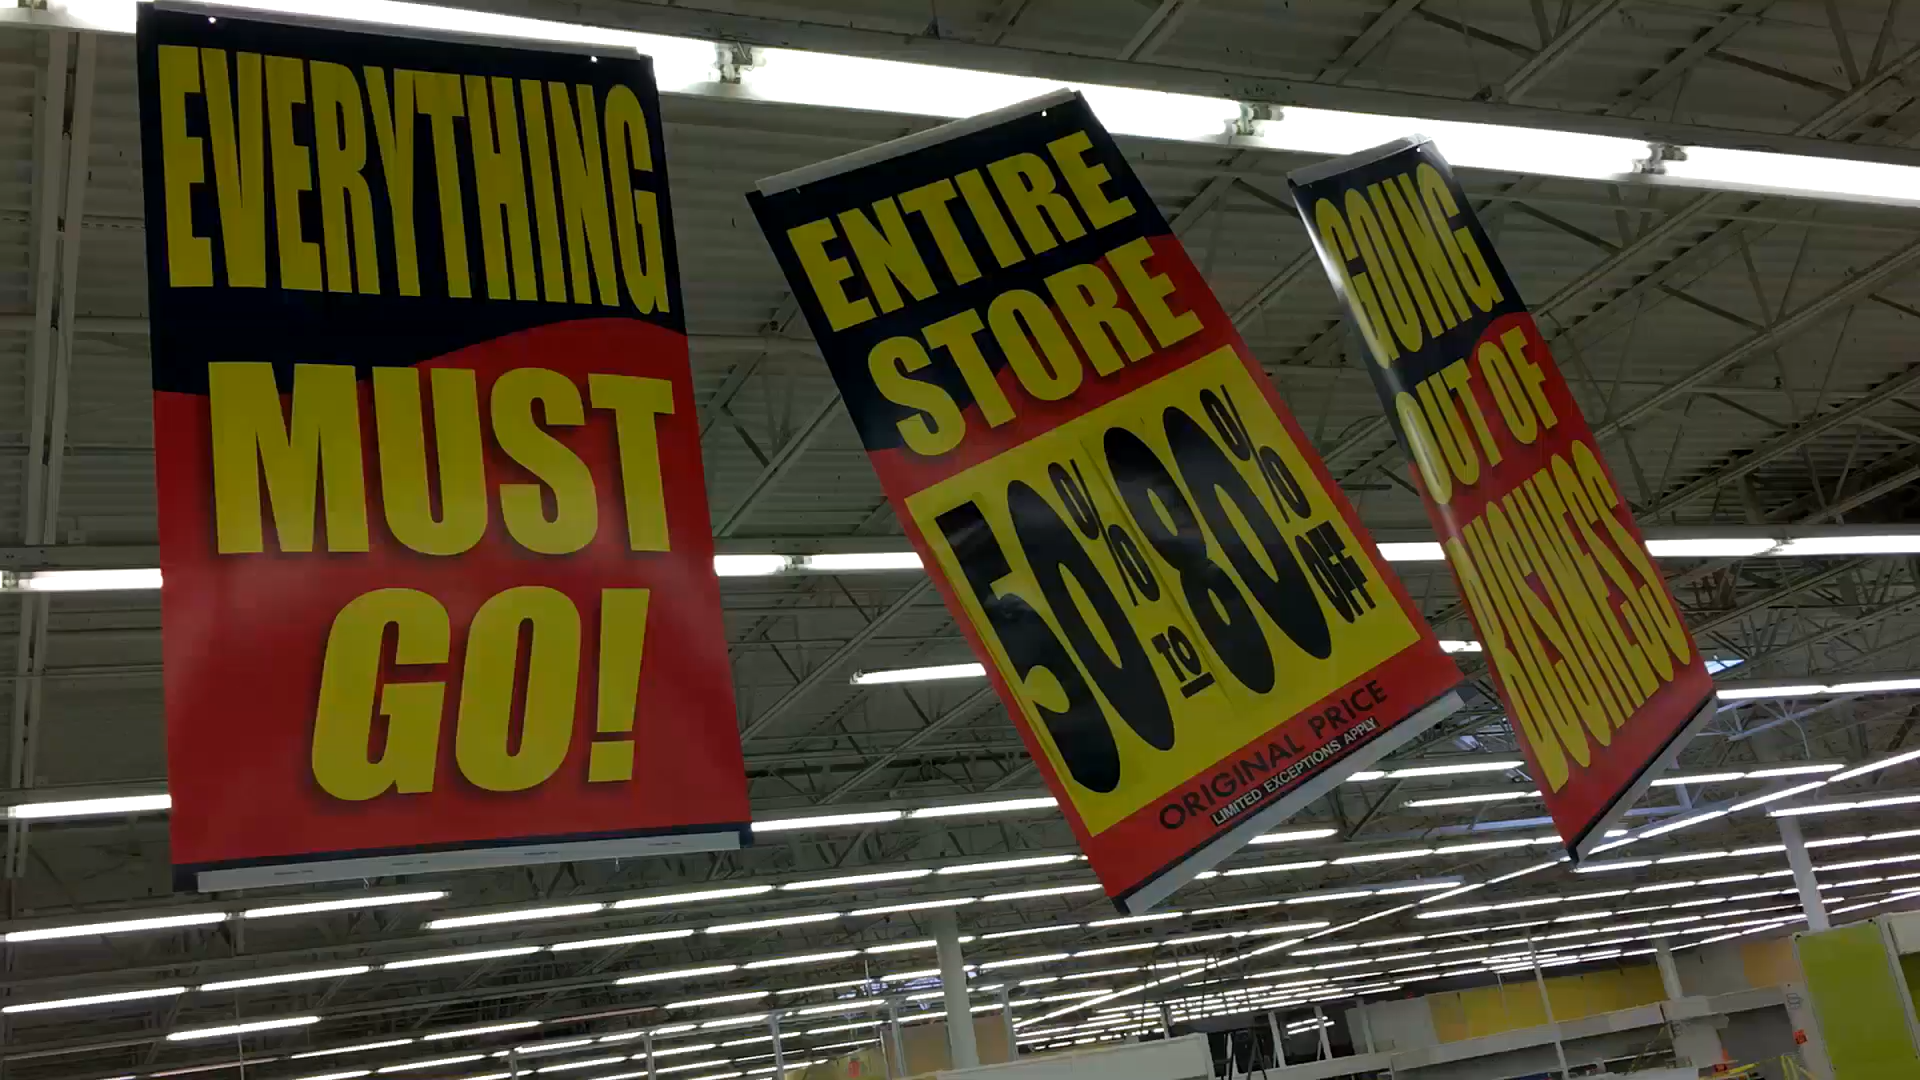 EVERYTHING
MUST
GO!
ENTIRE
STORE
50% TO 80% OFF
ORIGINAL PRICE
LIMITED EXCEPTIONS APPLY
GOING
OUT OF
BUSINESS